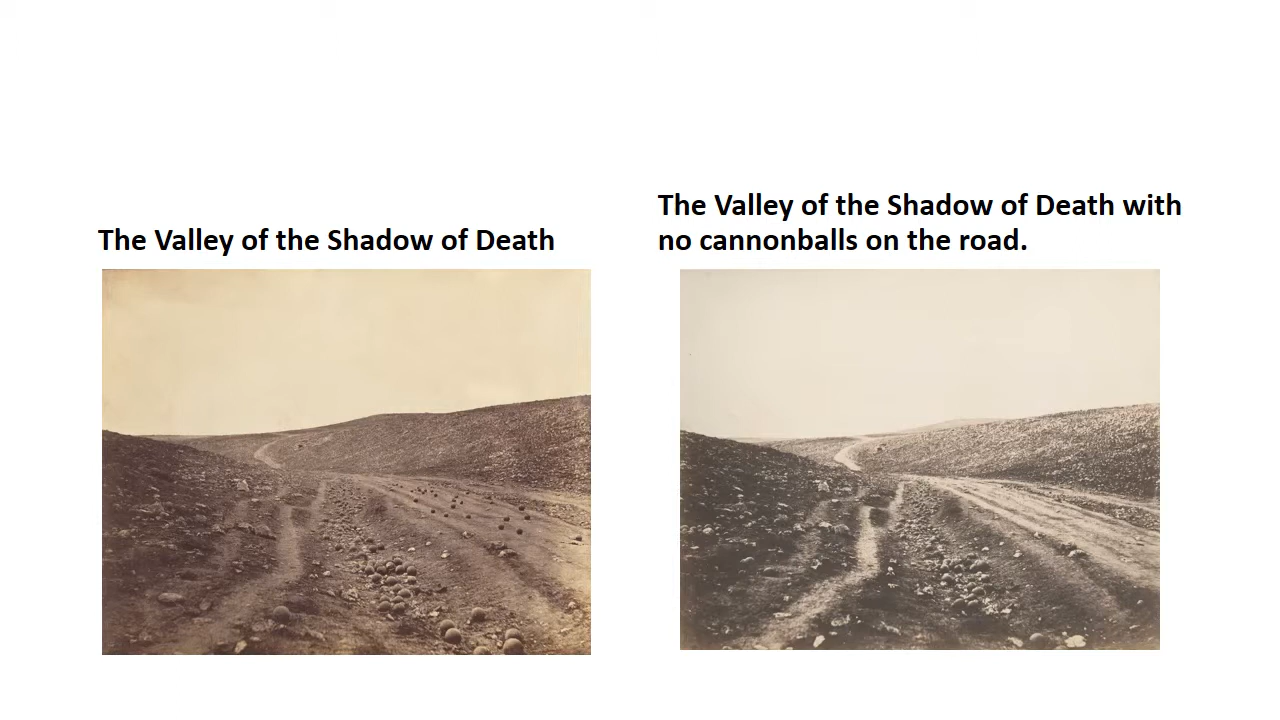 The Valley of the Shadow of Death
The Valley of the Shadow of Death with
no cannonballs on the road.